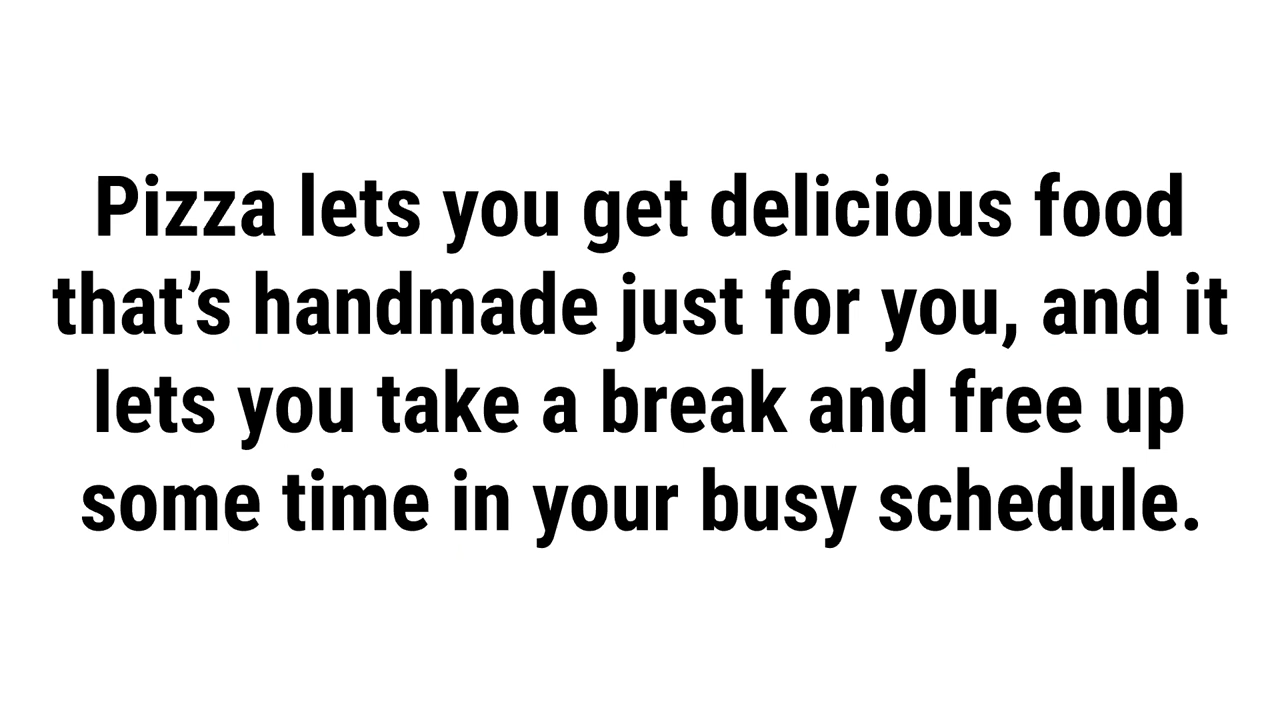 Pizza lets you get delicious food
that’s handmade just for you, and it
lets you take a break and free up
some time in your busy schedule.